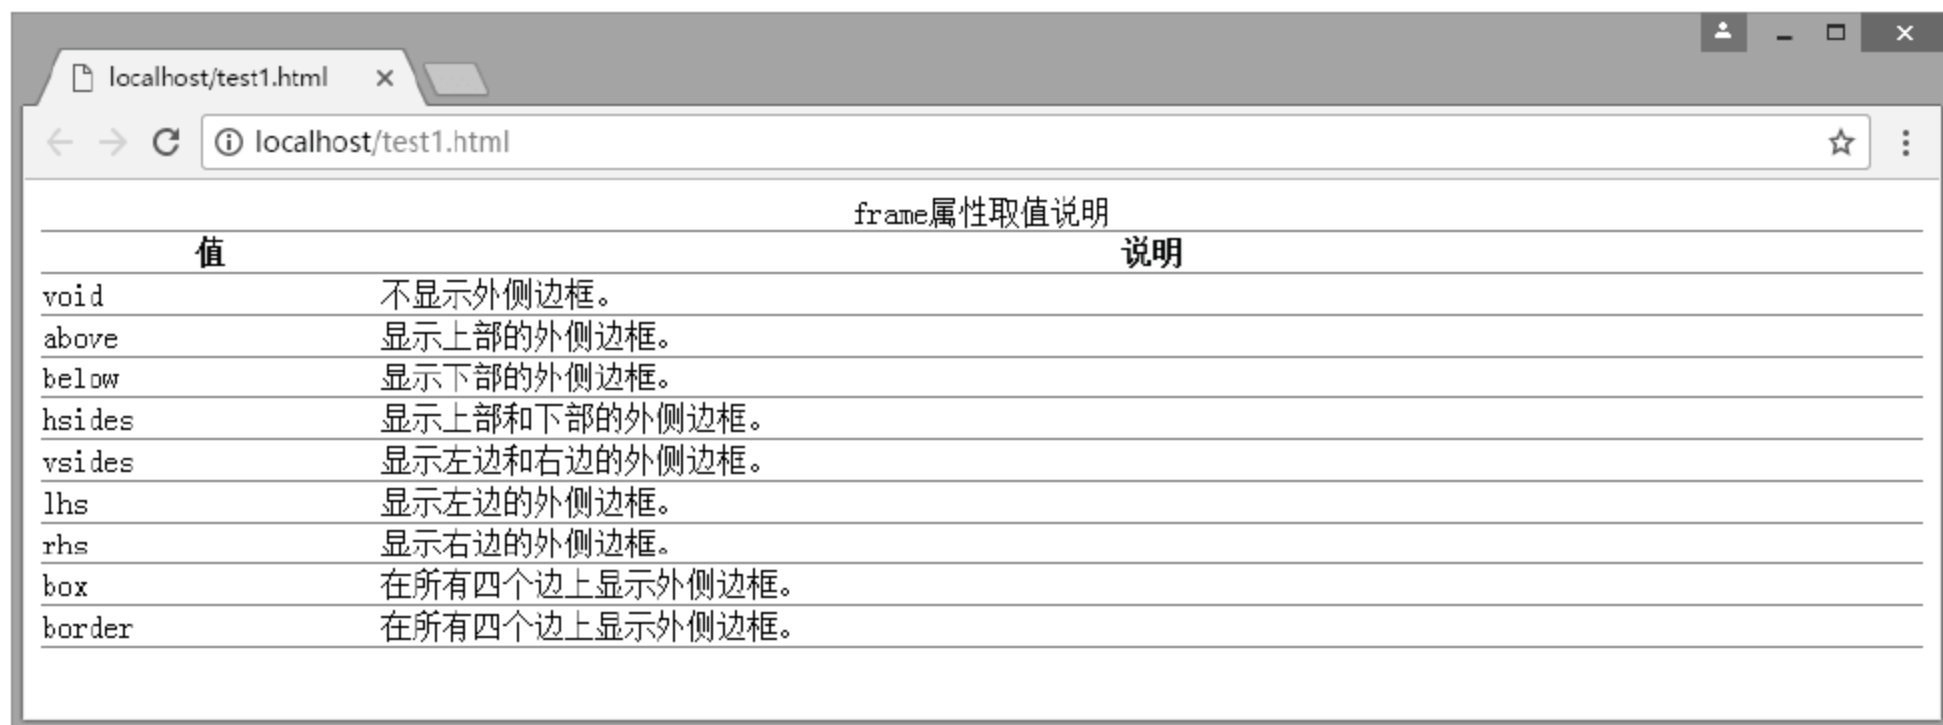 localhost/test1.html
localhost/test1.html
frame属性取值说明
值 说明
void 不显示外侧边框。
above 显示上部的外侧边框。
below 显示下部的外侧边框。
hsides 显示上部和下部的外侧边框。
vsides 显示左边和右边的外侧边框。
lhs 显示左边的外侧边框。
rhs 显示右边的外侧边框。
box 在所有四个边上显示外侧边框。
border 在所有四个边上显示外侧边框。